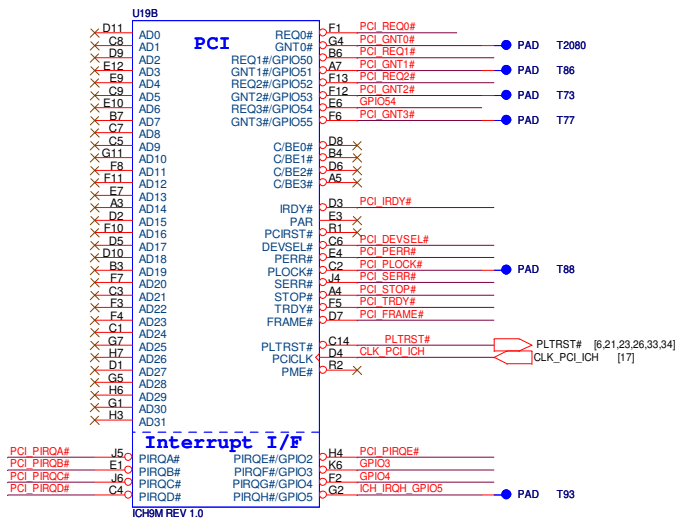 U19B
PCI
D11 AD0 REQ0# F1 PCI_REQ0#
C8 AD1 GNT0# G4 PCI_GNT0# PAD T2080
D9 AD2 REQ1#/GPIO50 B6 PCI_REQ1#
E12 AD3 GNT1#/GPIO51 A7 PCI_GNT1# PAD T86
E9 AD4 REQ2#/GPIO52 F13 PCI_REQ2#
C9 AD5 GNT2#/GPIO53 F12 PCI_GNT2# PAD T73
E10 AD6 REQ3#/GPIO54 E6 GPIO54
B7 AD7 GNT3#/GPIO55 F6 PCI_GNT3# PAD T77
C7 AD8
C5 AD9 C/BE0# D8
G11 AD10 C/BE1# B4
F8 AD11 C/BE2# D6
F11 AD12 C/BE3# A5
E7 AD13
A3 AD14 IRDY# D3 PCI_IRDY#
D2 AD15 PAR E3
F10 AD16 PCIRST# R1
D5 AD17 DEVSEL# C6 PCI_DEVSEL#
D10 AD18 PERR# E4 PCI_PERR#
B3 AD19 PLOCK# C2 PCI_PLOCK# PAD T88
F7 AD20 SERR# J4 PCI_SERR#
C3 AD21 STOP# A4 PCI_STOP#
F3 AD22 TRDY# F5 PCI_TRDY#
F4 AD23 FRAME# D7 PCI_FRAME#
C1 AD24
G7 AD25 PLTRST# C14 PLTRST# PLTRST# [6,21,23,26,33,34]
H7 AD26 PCICLK D4 CLK_PCI_ICH CLK_PCI_ICH [17]
D1 AD27 PME# R2
G5 AD28
H6 AD29
G1 AD30
H3 AD31
Interrupt I/F
PCI_PIRQA# J5 PIRQA# PIRQE#/GPIO2 H4 PCI_PIRQE#
PCI_PIRQB# E1 PIRQB# PIRQF#/GPIO3 K6 GPIO3
PCI_PIRQC# J6 PIRQC# PIRQG#/GPIO4 F2 GPIO4
PCI_PIRQD# C4 PIRQD# PIRQH#/GPIO5 G2 ICH_IRQH_GPIO5 PAD T93
ICH9M REV 1.0